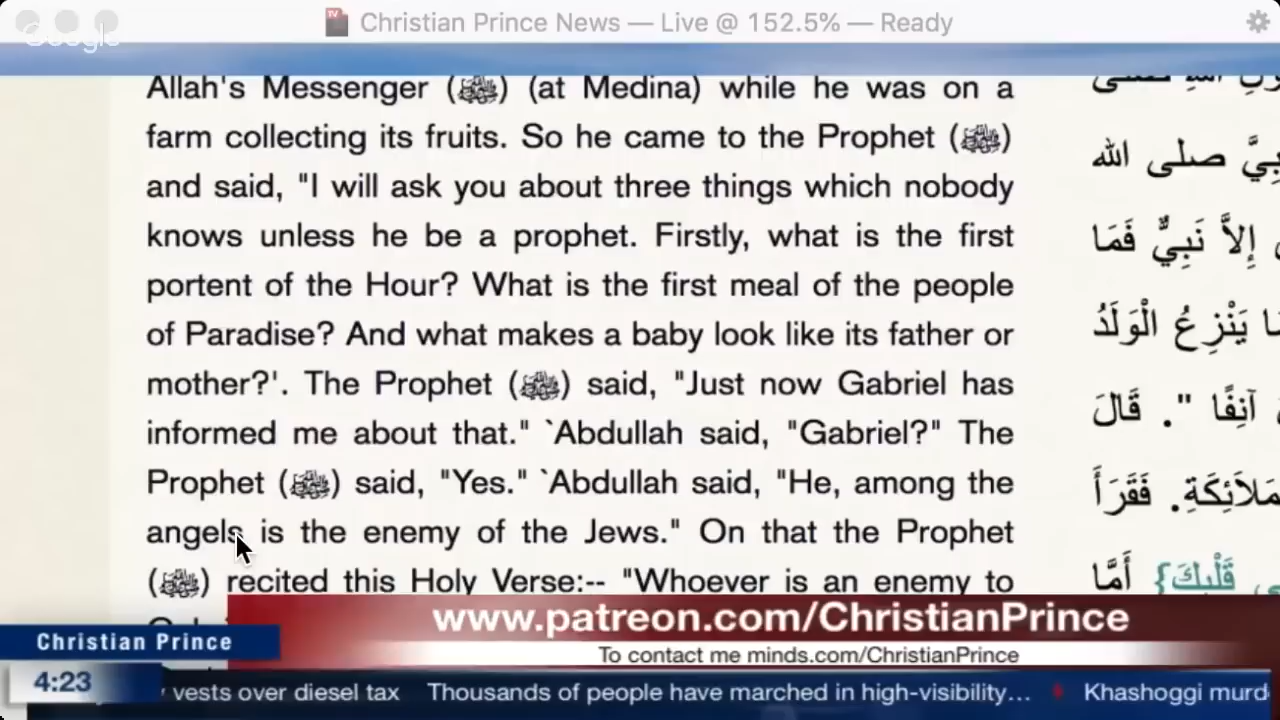 Christian Prince News — Live @ 152.5% — Ready
Google
Allah's Messenger (ﷺ) (at Medina) while he was on a
farm collecting its fruits. So he came to the Prophet (ﷺ)
and said, "I will ask you about three things which nobody
knows unless he be a prophet. Firstly, what is the first
portent of the Hour? What is the first meal of the people
of Paradise? And what makes a baby look like its father or
mother?'. The Prophet (ﷺ) said, "Just now Gabriel has
informed me about that." `Abdullah said, "Gabriel?" The
Prophet (ﷺ) said, "Yes." `Abdullah said, "He, among the
angels is the enemy of the Jews." On that the Prophet
(ﷺ) recited this Holy Verse:-- "Whoever is an enemy to
صلى الله
إِلاَّ نَبِيٌّ فَمَا
يَنْزِعُ الْوَلَدُ
آنِفًا ‏"‏‏.‏ قَالَ
فَقَرَأَ
قَلْبِكَ} أَمَّا
www.patreon.com/ChristianPrince
To contact me minds.com/ChristianPrince
Christian Prince
4:23
vests over diesel tax Thousands of people have marched in high-visibility... Khashoggi